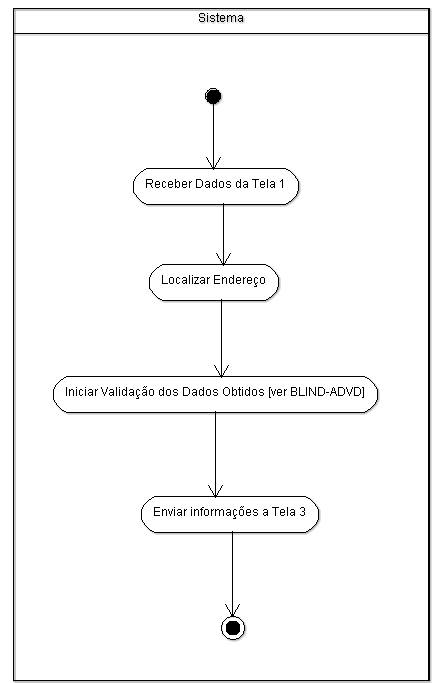 Sistema
Receber Dados da Tela 1
Localizar Endereço
Iniciar Validação dos Dados Obtidos [ver BLIND-ADVD]
Enviar informações a Tela 3